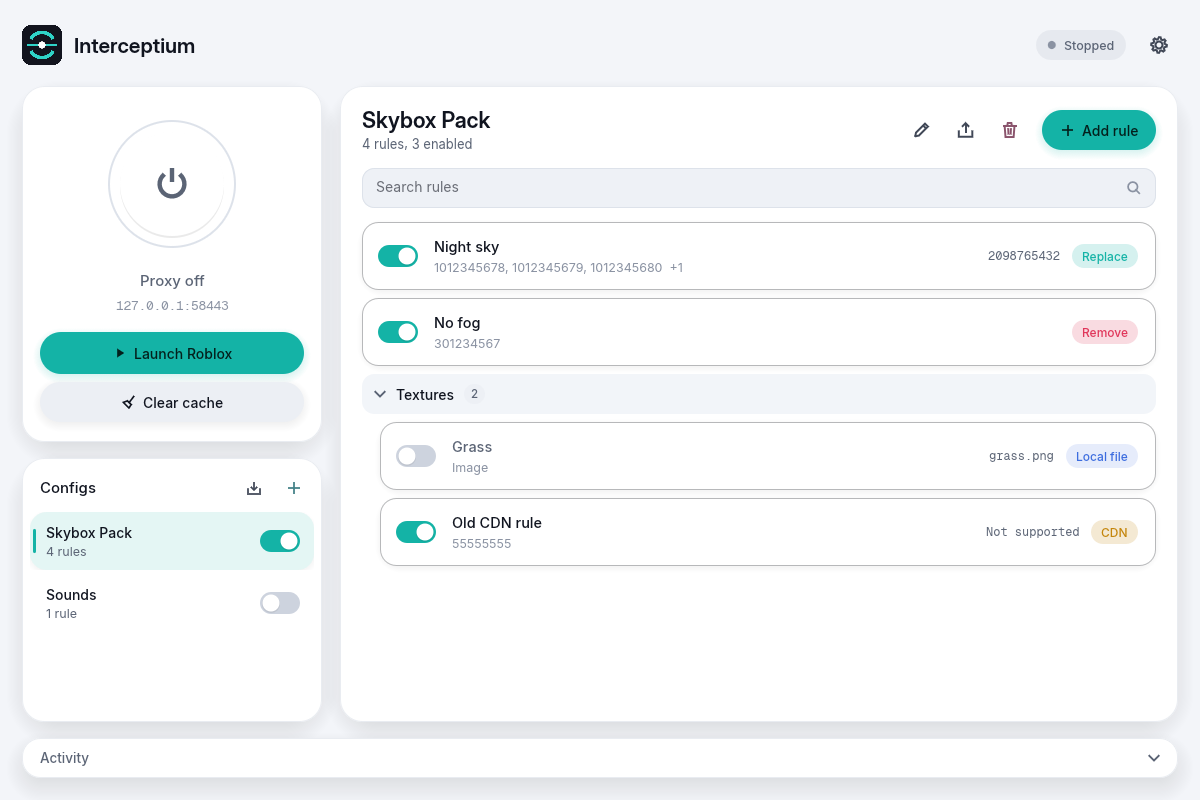 Interceptium
Stopped
Proxy off
127.0.0.1:58443
Launch Roblox
Clear cache
Configs
Skybox Pack
4 rules
Sounds
1 rule
Skybox Pack
4 rules, 3 enabled
Add rule
Search rules
Night sky
1012345678, 1012345679, 1012345680 +1
2098765432
Replace
No fog
301234567
Remove
Textures 2
Grass
Image
grass.png
Local file
Old CDN rule
55555555
Not supported
CDN
Activity